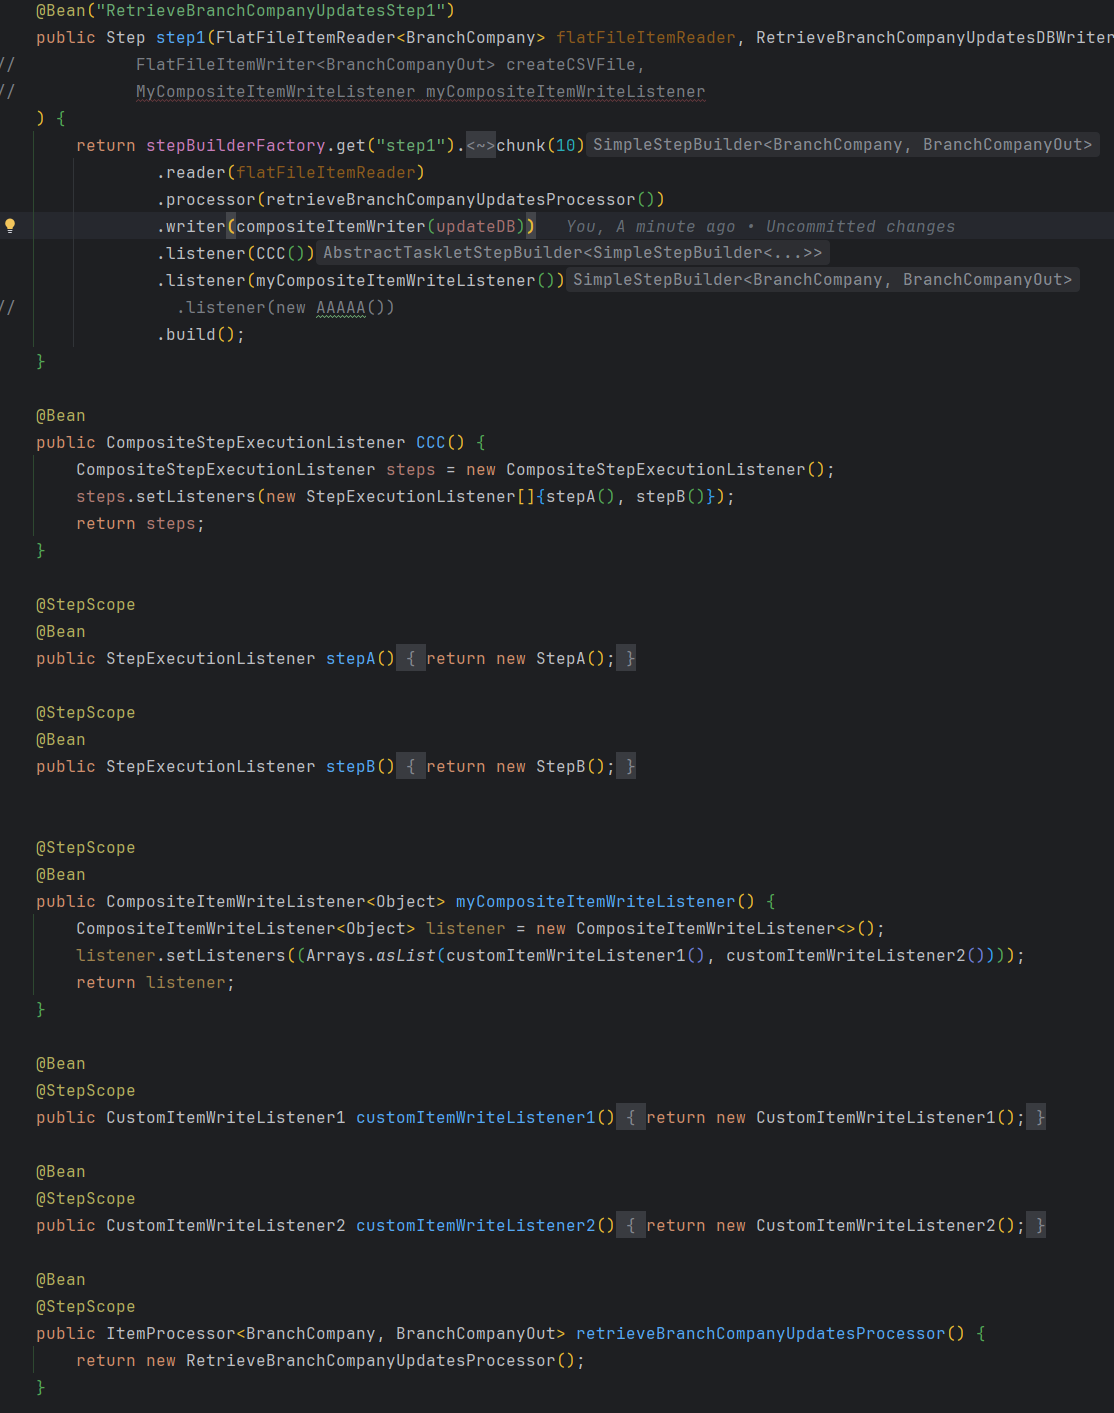 @Bean("RetrieveBranchCompanyUpdatesStep1")
public Step step1(FlatFileItemReader<BranchCompany> flatFileItemReader, RetrieveBranchCompanyUpdatesDBWriter
// FlatFileItemWriter<BranchCompanyOut> createCSVFile,
// MyCompositeItemWriteListener myCompositeItemWriteListener
) {
return stepBuilderFactory.get("step1").<~>chunk(10) SimpleStepBuilder<BranchCompany, BranchCompanyOut>
.reader(flatFileItemReader)
.processor(retrieveBranchCompanyUpdatesProcessor())
.writer(compositeItemWriter(updateDB)) You, A minute ago • Uncommitted changes
.listener(CCC()) AbstractTaskletStepBuilder<SimpleStepBuilder<...>>
.listener(myCompositeItemWriteListener()) SimpleStepBuilder<BranchCompany, BranchCompanyOut>
// .listener(new AAAAA())
.build();
}
@Bean
public CompositeStepExecutionListener CCC() {
CompositeStepExecutionListener steps = new CompositeStepExecutionListener();
steps.setListeners(new StepExecutionListener[]{stepA(), stepB()});
return steps;
}
@StepScope
@Bean
public StepExecutionListener stepA() { return new StepA(); }
@StepScope
@Bean
public StepExecutionListener stepB() { return new StepB(); }
@StepScope
@Bean
public CompositeItemWriteListener<Object> myCompositeItemWriteListener() {
CompositeItemWriteListener<Object> listener = new CompositeItemWriteListener<>();
listener.setListeners((Arrays.asList(customItemWriteListener1(), customItemWriteListener2())));
return listener;
}
@Bean
@StepScope
public CustomItemWriteListener1 customItemWriteListener1() { return new CustomItemWriteListener1(); }
@Bean
@StepScope
public CustomItemWriteListener2 customItemWriteListener2() { return new CustomItemWriteListener2(); }
@Bean
@StepScope
public ItemProcessor<BranchCompany, BranchCompanyOut> retrieveBranchCompanyUpdatesProcessor() {
return new RetrieveBranchCompanyUpdatesProcessor();
}